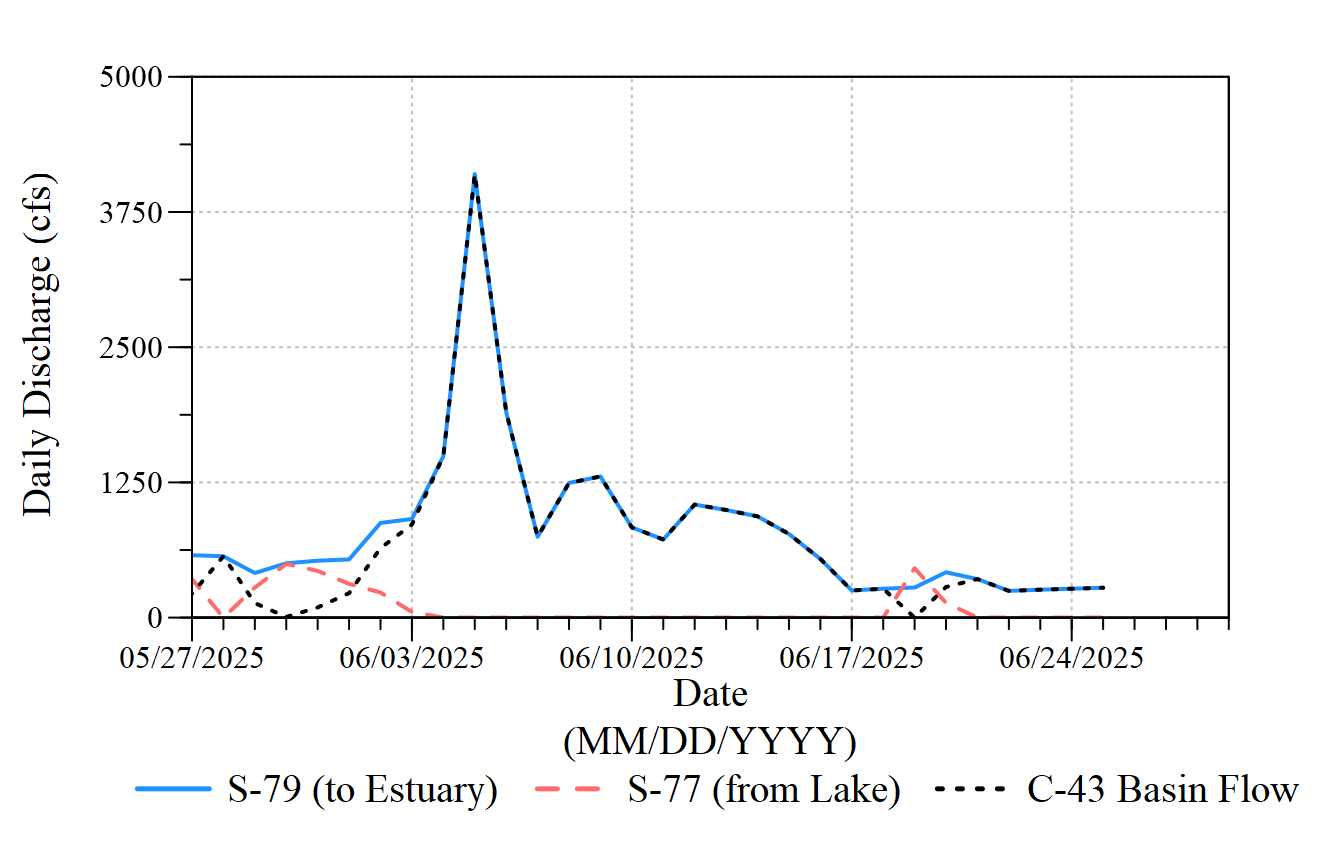 5000
3750
2500
1250
0
Daily Discharge (cfs)
05/27/2025 06/03/2025 06/10/2025 06/17/2025 06/24/2025
Date
(MM/DD/YYYY)
S-79 (to Estuary) S-77 (from Lake) C-43 Basin Flow